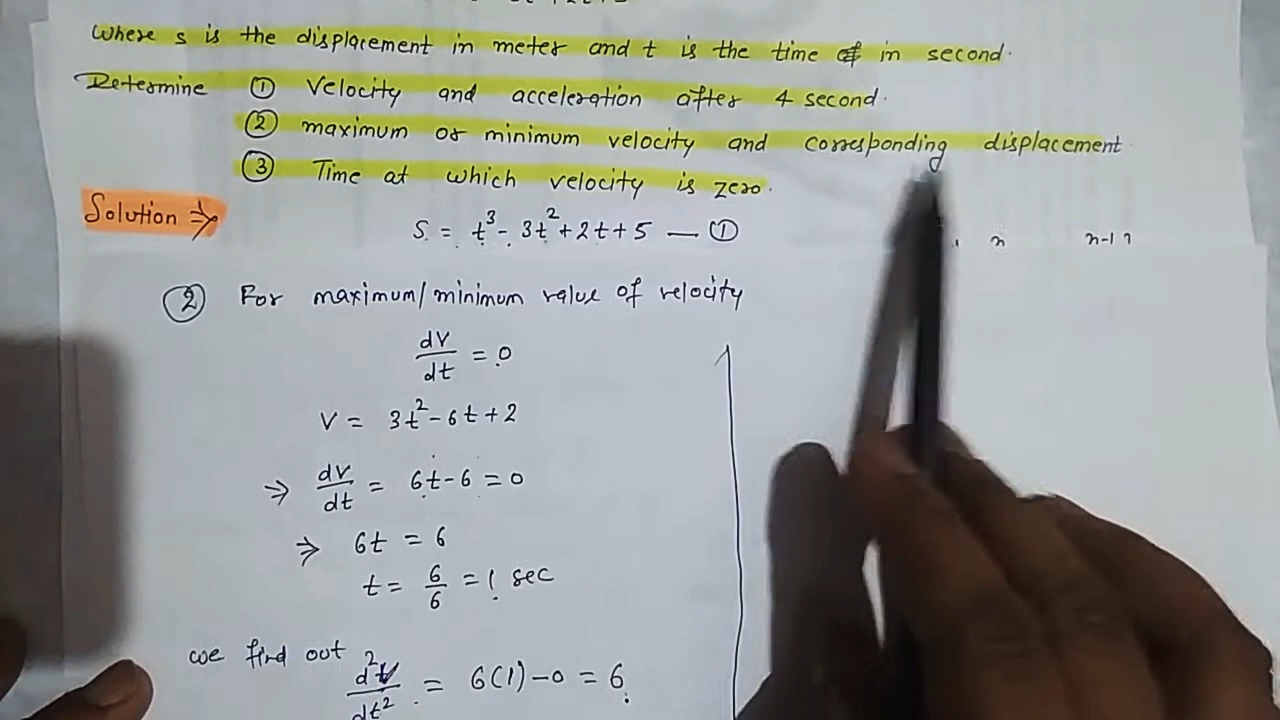 where s is the displacement in meter and t is the time of in second.
Determine ① Velocity and acceleration after 4 second.
② maximum or minimum velocity and corresponding displacement
③ Time at which velocity is zero.
Solution ⇒
S = t³ - 3t² + 2t + 5 — ①
n n-1
② For maximum/minimum value of velocity
dv/dt = 0
V = 3t² - 6t + 2
⇒ dv/dt = 6t - 6 = 0
⇒ 6t = 6
t = 6/6 = 1 sec
we find out
d²v/dt² = 6(1) - 0 = 6